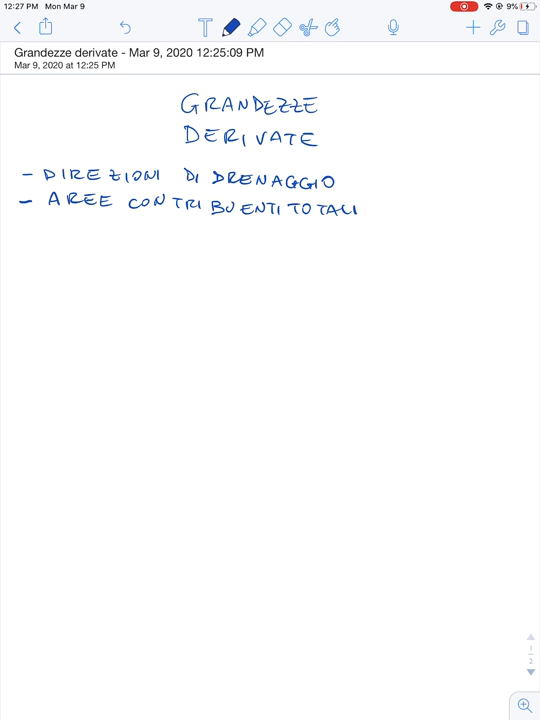 12:27 PM Mon Mar 9 9%
Grandezze derivate - Mar 9, 2020 12:25:09 PM
Mar 9, 2020 at 12:25 PM
GRANDEZZE
DERIVATE
- DIREZIONI DI DRENAGGIO
- AREE CONTRIBUENTI TOTALI
1
2